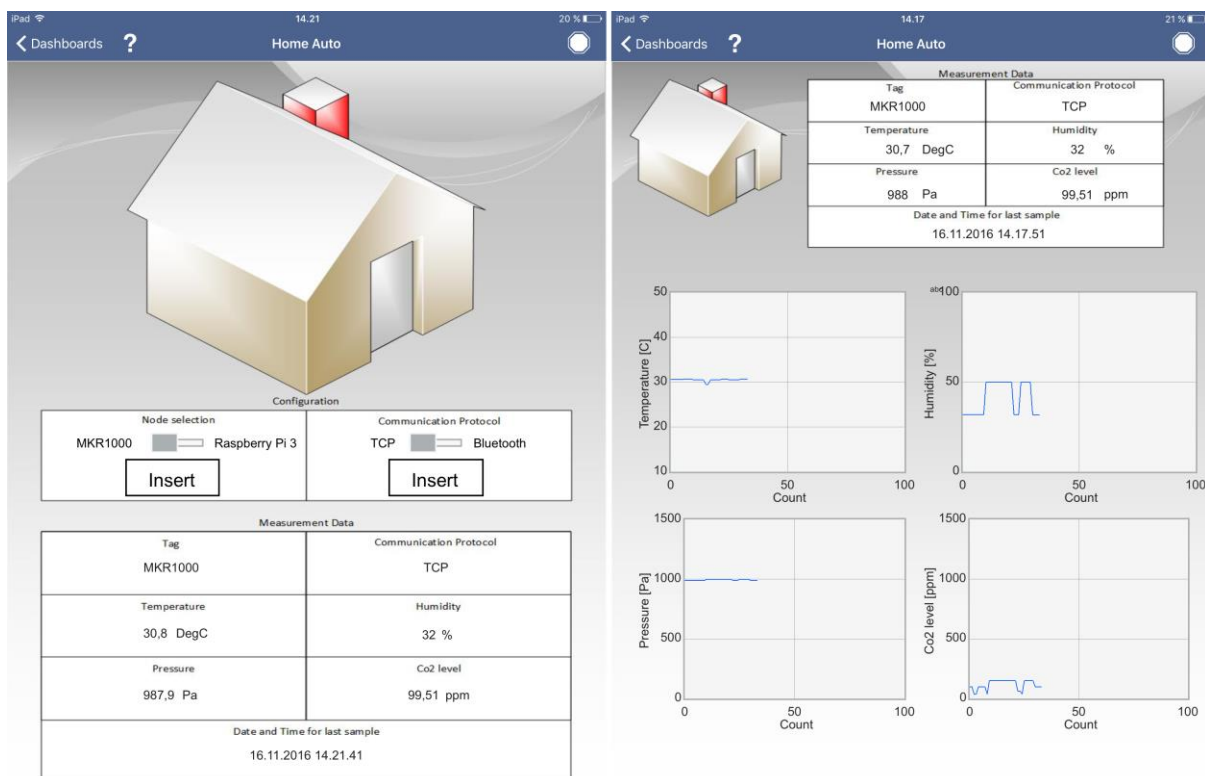 iPad 14.21 20 %
Dashboards ? Home Auto
Configuration
Node selection
MKR1000 Raspberry Pi 3
Insert
Communication Protocol
TCP Bluetooth
Insert
Measurement Data
Tag Communication Protocol
MKR1000 TCP
Temperature Humidity
30,8 DegC 32 %
Pressure Co2 level
987,9 Pa 99,51 ppm
Date and Time for last sample
16.11.2016 14.21.41
iPad 14.17 21 %
Dashboards ? Home Auto
Measurement Data
Tag Communication Protocol
MKR1000 TCP
Temperature Humidity
30,7 DegC 32 %
Pressure Co2 level
988 Pa 99,51 ppm
Date and Time for last sample
16.11.2016 14.17.51
Temperature [C]
50
40
30
20
10
0 50 100
Count
Humidity [%]
abc
100
50
0
0 50 100
Count
Pressure [Pa]
1500
1000
500
0
0 50 100
Count
Co2 level [ppm]
1500
1000
500
0
0 50 100
Count